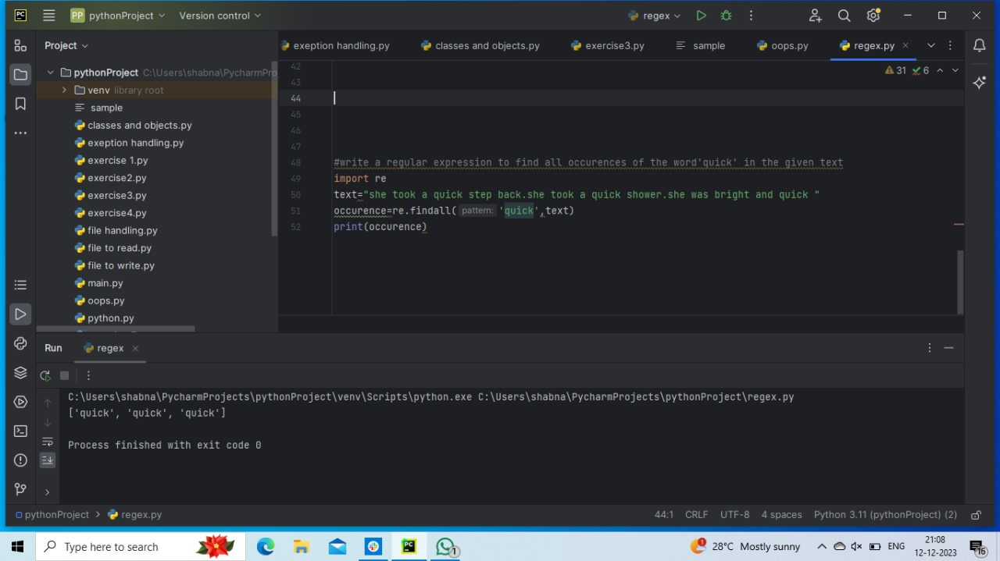 PC PP pythonProject Version control regex
Project exeption handling.py classes and objects.py exercise3.py sample oops.py regex.py
pythonProject C:\Users\shabna\PycharmPro
venv library root
sample
classes and objects.py
exeption handling.py
exercise 1.py
exercise2.py
exercise3.py
exercise4.py
file handling.py
file to read.py
file to write.py
main.py
oops.py
python.py
31 6
42
43
44
45
46
47
48 #write a regular expression to find all occurences of the word'quick' in the given text
49 import re
50 text="she took a quick step back.she took a quick shower.she was bright and quick "
51 occurence=re.findall( pattern: 'quick',text)
52 print(occurence)
Run regex
C:\Users\shabna\PycharmProjects\pythonProject\venv\Scripts\python.exe C:\Users\shabna\PycharmProjects\pythonProject\regex.py
['quick', 'quick', 'quick']
Process finished with exit code 0
pythonProject > regex.py 44:1 CRLF UTF-8 4 spaces Python 3.11 (pythonProject) (2)
Type here to search PC 1 1 28°C Mostly sunny ENG 21:08
12-12-2023 16